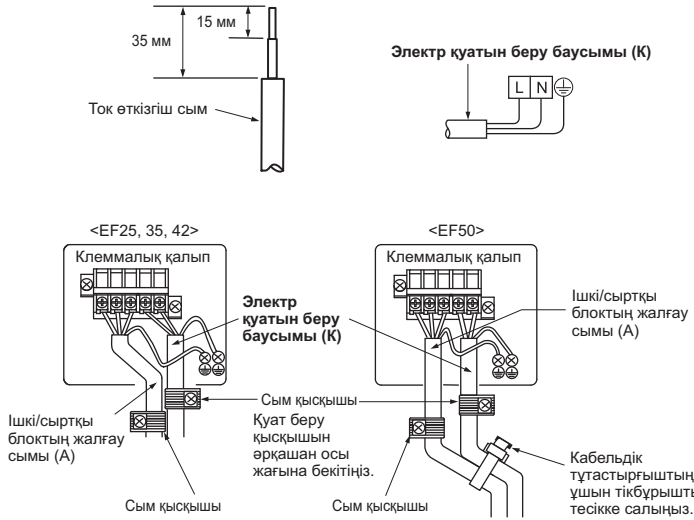 15 мм
35 мм
Ток өткізгіш сым
Электр қуатын беру баусымы (К)
L N
<EF25, 35, 42>
Клеммалық қалып
Электр
қуатын беру
баусымы (К)
Ішкі/сыртқы
блоктың жалғау
сымы (А)
Сым қысқышы
Қуат беру
қысқышын
әрқашан осы
жағына бекітіңіз.
Сым қысқышы
<EF50>
Клеммалық қалып
Ішкі/сыртқы
блоктың жалғау
сымы (А)
Сым қысқышы
Кабельдік
тұтастырғыштың
ұшын тікбұрышты
тесікке салыңыз.